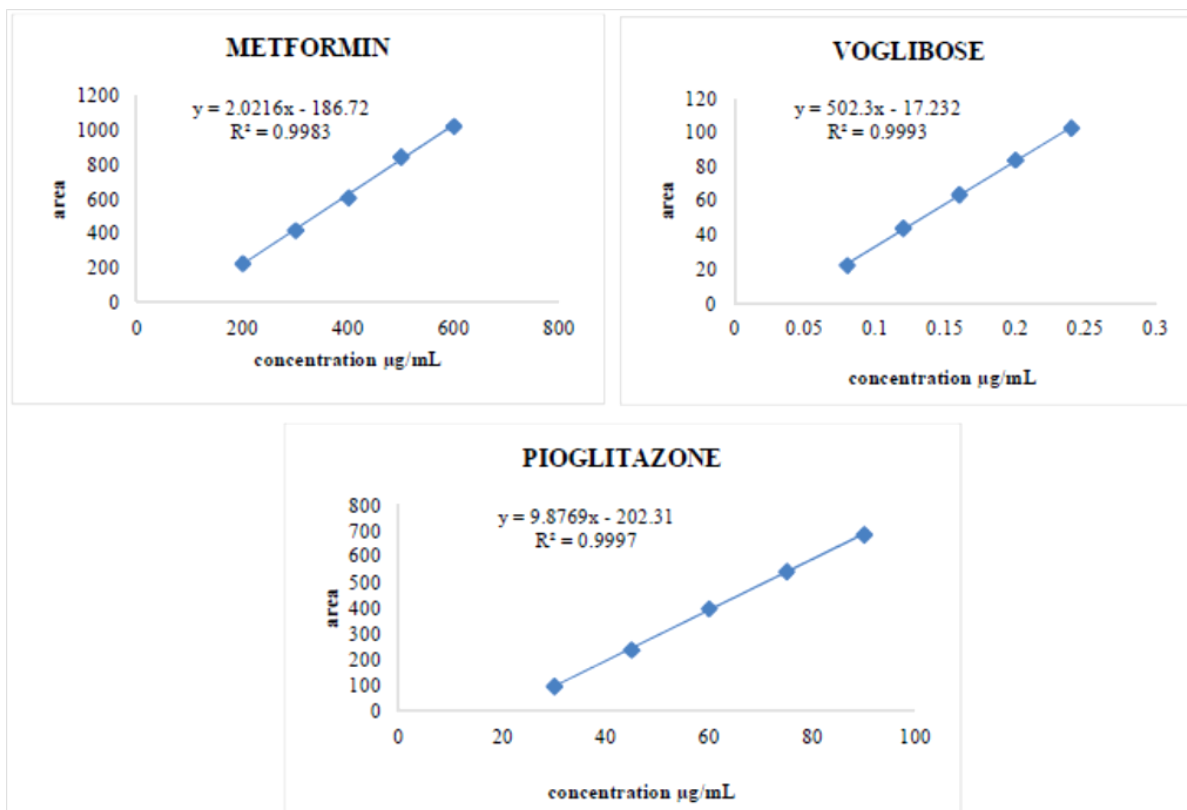 METFORMIN
y = 2.0216x - 186.72
R² = 0.9983
1200
1000
800
600
400
200
0
area
0 200 400 600 800
concentration µg/mL
VOGLIBOSE
y = 502.3x - 17.232
R² = 0.9993
120
100
80
60
40
20
0
area
0 0.05 0.1 0.15 0.2 0.25 0.3
concentration µg/mL
PIOGLITAZONE
y = 9.8769x - 202.31
R² = 0.9997
800
700
600
500
400
300
200
100
0
area
0 20 40 60 80 100
concentration µg/mL